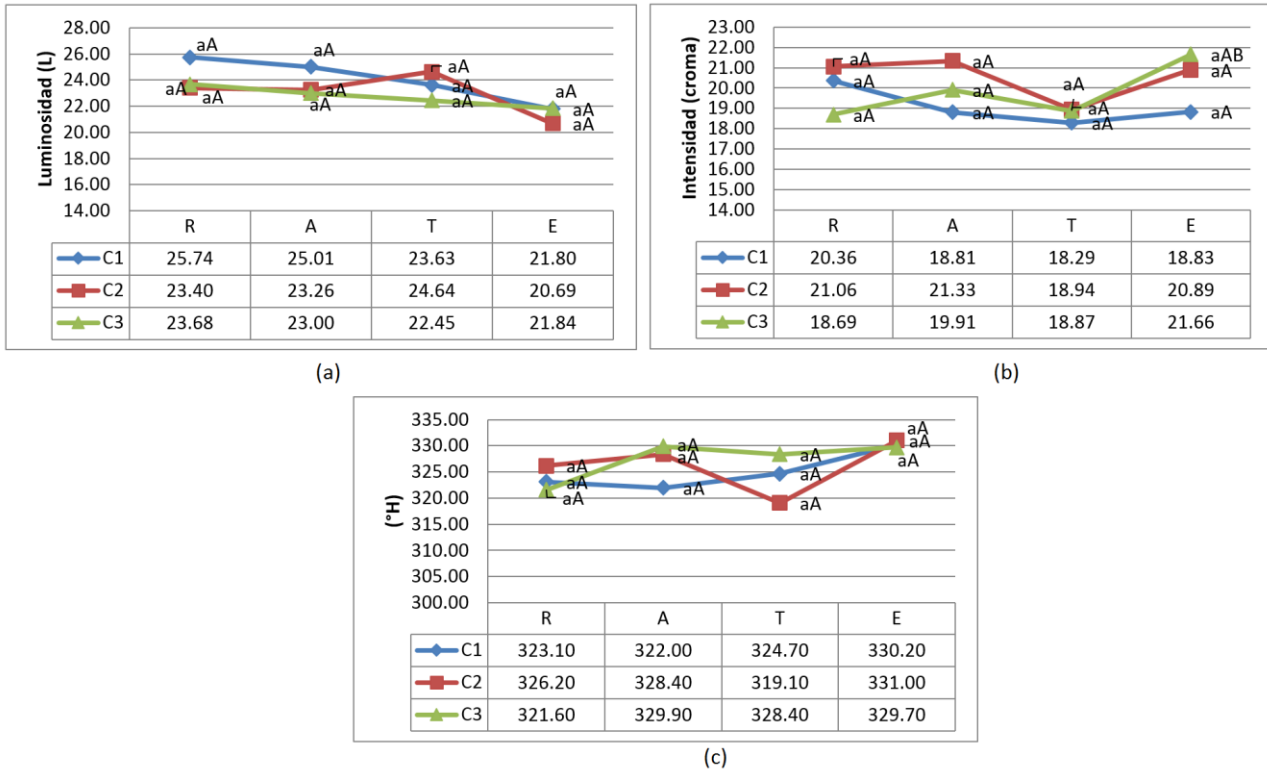 28.00
26.00
24.00
22.00
20.00
18.00
16.00
14.00
Luminosidad (L)
aA
aA
aA
aA
aA
aA
aA
aA
aA
aA
aA
aA
R A T E
C1 25.74 25.01 23.63 21.80
C2 23.40 23.26 24.64 20.69
C3 23.68 23.00 22.45 21.84
(a)
23.00
22.00
21.00
20.00
19.00
18.00
17.00
16.00
15.00
14.00
Intensidad (croma)
aA
aA
aA
aA
aA
aA
aA
aA
aA
aAB
aA
aA
R A T E
C1 20.36 18.81 18.29 18.83
C2 21.06 21.33 18.94 20.89
C3 18.69 19.91 18.87 21.66
(b)
335.00
330.00
325.00
320.00
315.00
310.00
305.00
300.00
(°H)
aA
aA
aA
aA
aA
aA
aA
aA
aA
aA
aA
aA
R A T E
C1 323.10 322.00 324.70 330.20
C2 326.20 328.40 319.10 331.00
C3 321.60 329.90 328.40 329.70
(c)